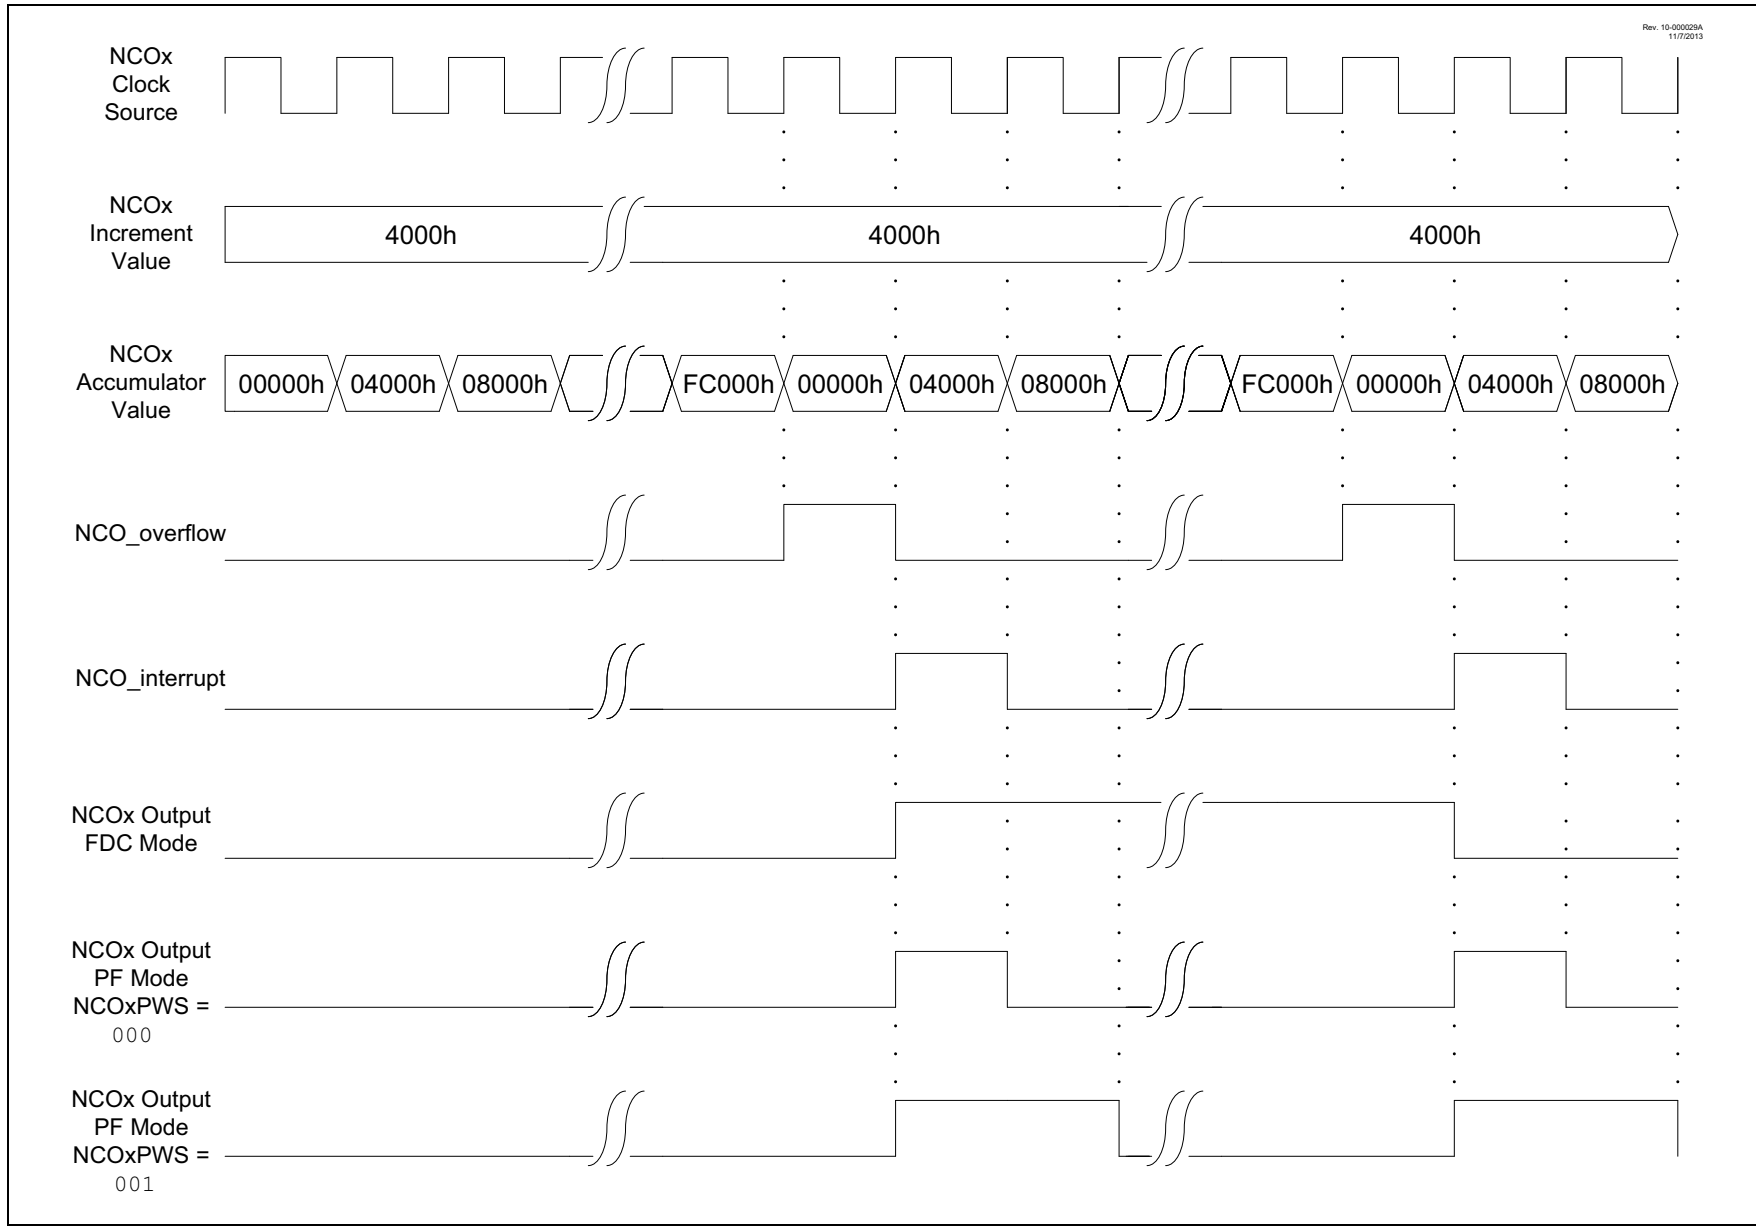 Rev. 10-000029A
11/7/2013
NCOx
Clock
Source
NCOx
Increment
Value
4000h
4000h
4000h
NCOx
Accumulator
Value
00000h 04000h 08000h FC000h 00000h 04000h 08000h FC000h 00000h 04000h 08000h
NCO_overflow
NCO_interrupt
NCOx Output
FDC Mode
NCOx Output
PF Mode
NCOxPWS =
000
NCOx Output
PF Mode
NCOxPWS =
001